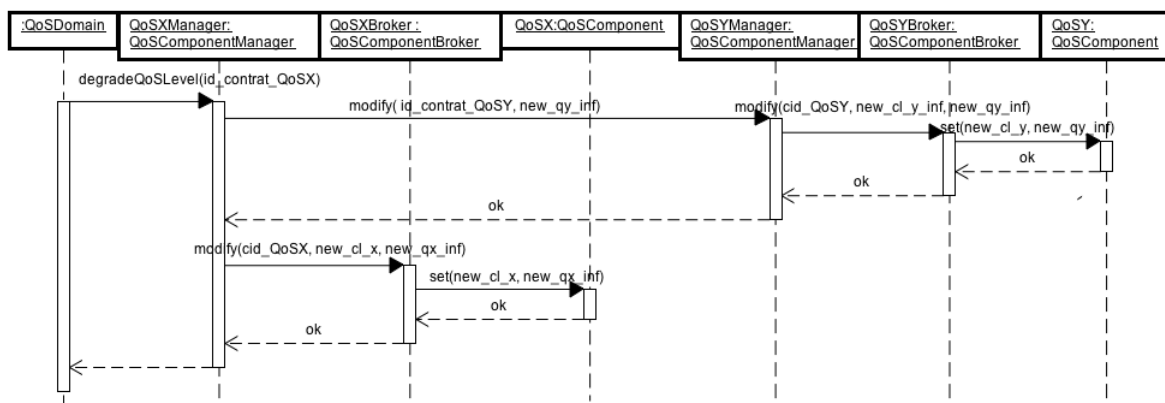 :QoSDomain
QoSXManager:
QoSComponentManager
QoSXBroker :
QoSComponentBroker
QoSX:QoSComponent
QoSYManager:
QoSComponentManager
QoSYBroker:
QoSComponentBroker
QoSY:
QoSComponent
degradeQoSLevel(id_contrat_QoSX)
modify( id_contrat_QoSY, new_qy_inf)
modify(cid_QoSY, new_cl_y_inf, new_qy_inf)
set(new_cl_y, new_qy_inf)
ok
ok
ok
modify(cid_QoSX, new_cl_x, new_qx_inf)
set(new_cl_x, new_qx_inf)
ok
ok